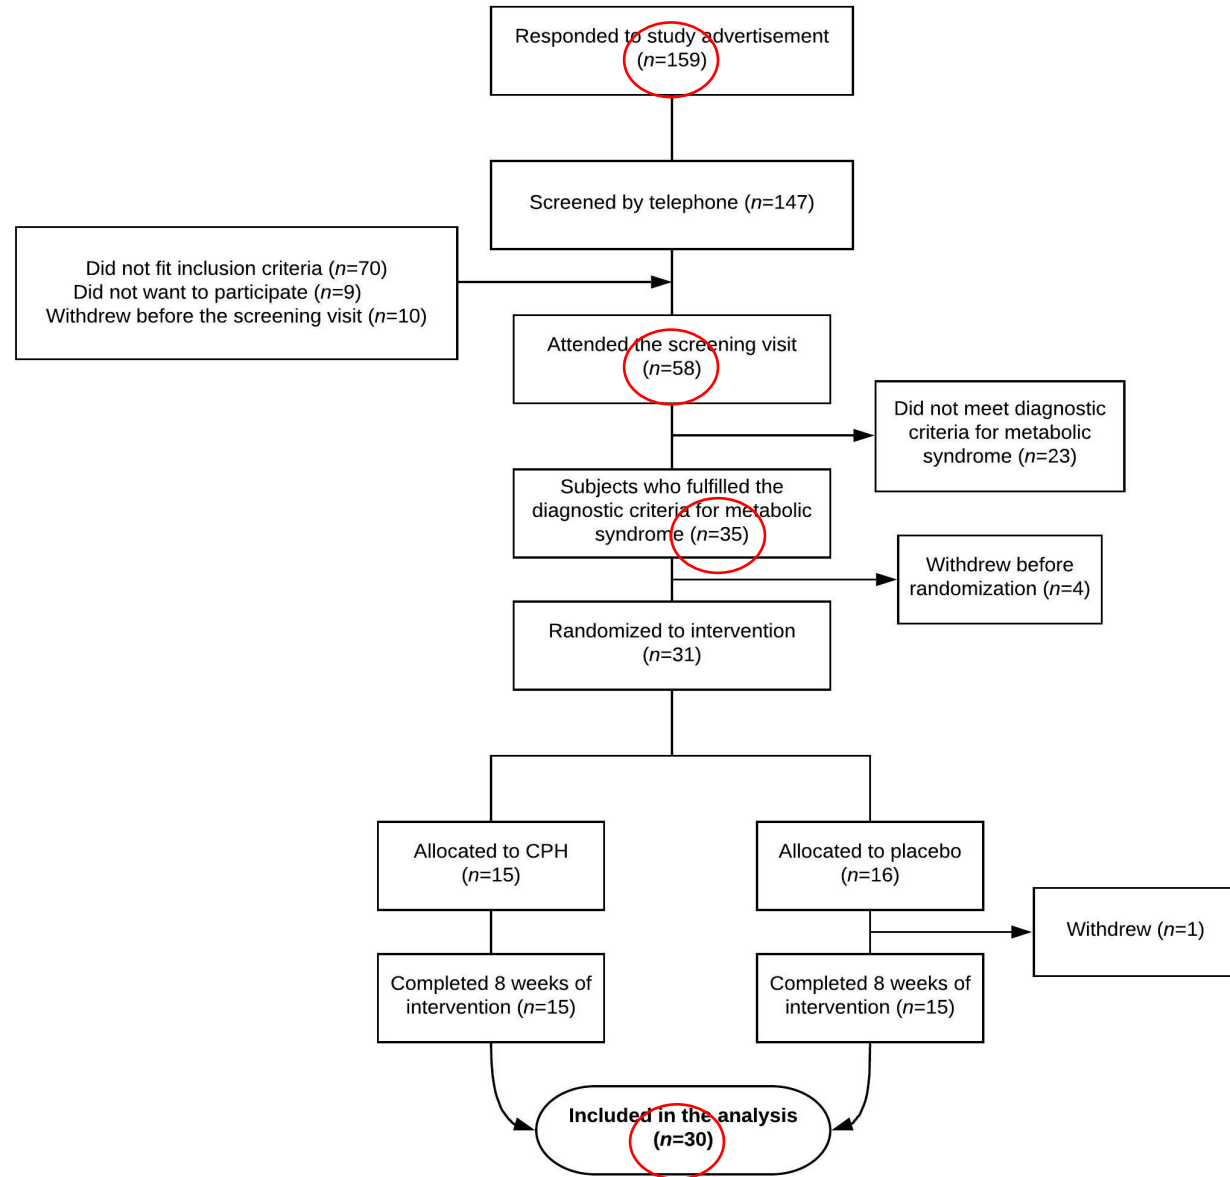 Responded to study advertisement
(n=159)
Screened by telephone (n=147)
Did not fit inclusion criteria (n=70)
Did not want to participate (n=9)
Withdrew before the screening visit (n=10)
Attended the screening visit
(n=58)
Did not meet diagnostic
criteria for metabolic
syndrome (n=23)
Subjects who fulfilled the
diagnostic criteria for metabolic
syndrome (n=35)
Withdrew before
randomization (n=4)
Randomized to intervention
(n=31)
Allocated to CPH
(n=15)
Allocated to placebo
(n=16)
Withdrew (n=1)
Completed 8 weeks of
intervention (n=15)
Completed 8 weeks of
intervention (n=15)
Included in the analysis
(n=30)